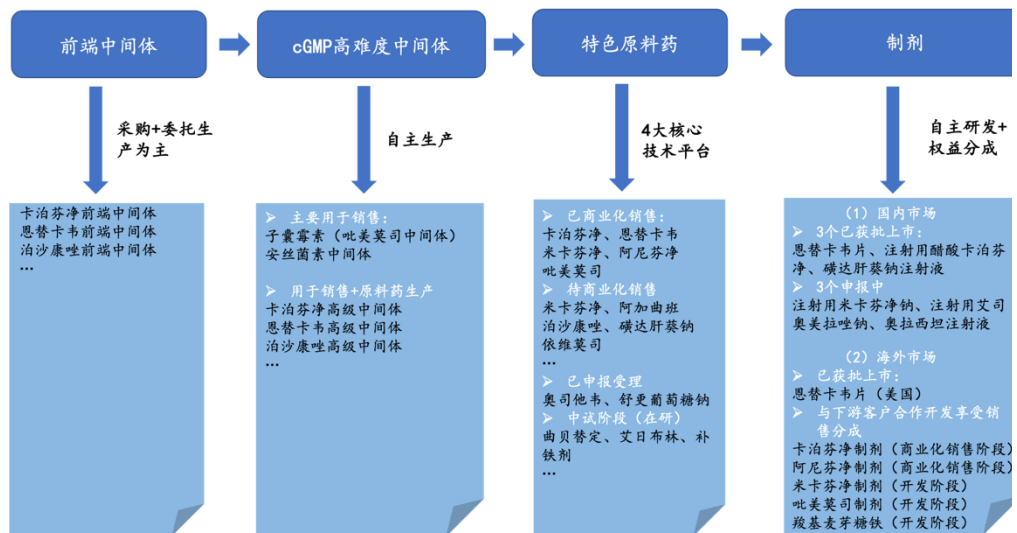 前端中间体
cGMP高难度中间体
特色原料药
制剂
采购+委托生
产为主
自主生产
4大核心
技术平台
自主研发+
权益分成
卡泊芬净前端中间体
恩替卡韦前端中间体
泊沙康唑前端中间体
…
➢ 主要用于销售:
子囊霉素（吡美莫司中间体）
安丝菌素中间体
➢ 用于销售+原料药生产
卡泊芬净高级中间体
恩替卡韦高级中间体
泊沙康唑高级中间体
…
➢ 已商业化销售:
卡泊芬净、恩替卡韦
米卡芬净、阿尼芬净
吡美莫司
➢ 待商业化销售
米卡芬净、阿加曲班
泊沙康唑、磺达肝葵钠
依维莫司
…
➢ 已申报受理
奥司他韦、舒更葡萄糖钠
➢ 中试阶段（在研）
曲贝替定、艾日布林、补
铁剂
…
（1）国内市场
➢ 3个已获批上市:
恩替卡韦片、注射用醋酸卡泊芬
净、磺达肝葵钠注射液
➢ 3个申报中
注射用米卡芬净钠、注射用艾司
奥美拉唑钠、奥拉西坦注射液
（2）海外市场
➢ 已获批上市:
恩替卡韦片（美国）
➢ 与下游客户合作开发享受销
售分成
卡泊芬净制剂（商业化销售阶段）
阿尼芬净制剂（商业化销售阶段）
米卡芬净制剂（开发阶段）
吡美莫司制剂（开发阶段）
羧基麦芽糖铁（开发阶段）